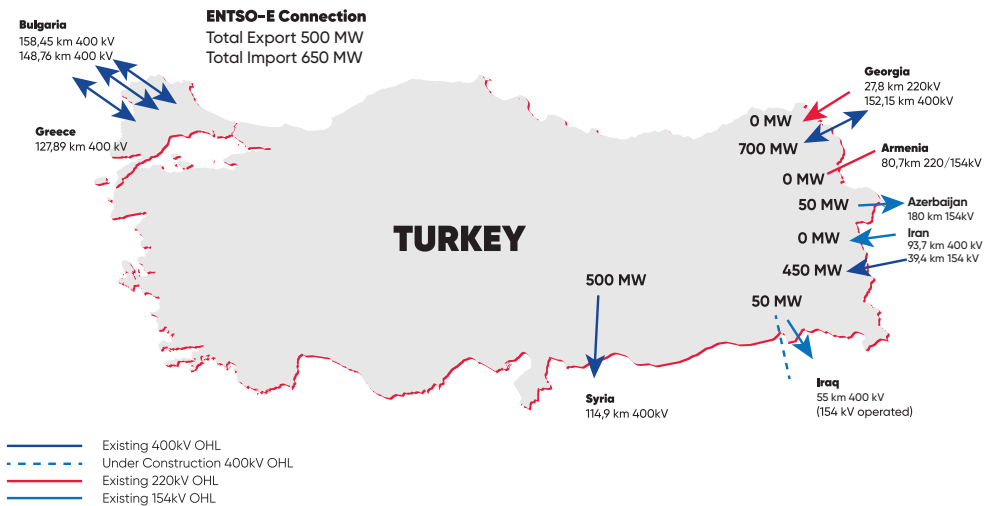 ENTSO-E Connection
Total Export 500 MW
Total Import 650 MW
Bulgaria
158,45 km 400 kV
148,76 km 400 kV
Greece
127,89 km 400 kV
Georgia
27,8 km 220kV
152,15 km 400kV
0 MW
700 MW
Armenia
80,7km 220/154kV
0 MW
50 MW
Azerbaijan
180 km 154kV
0 MW
Iran
93,7 km 400 kV
39,4 km 154 kV
450 MW
TURKEY
500 MW
50 MW
Syria
114,9 km 400kV
Iraq
55 km 400 kV
(154 kV operated)
Existing 400kV OHL
Under Construction 400kV OHL
Existing 220kV OHL
Existing 154kV OHL